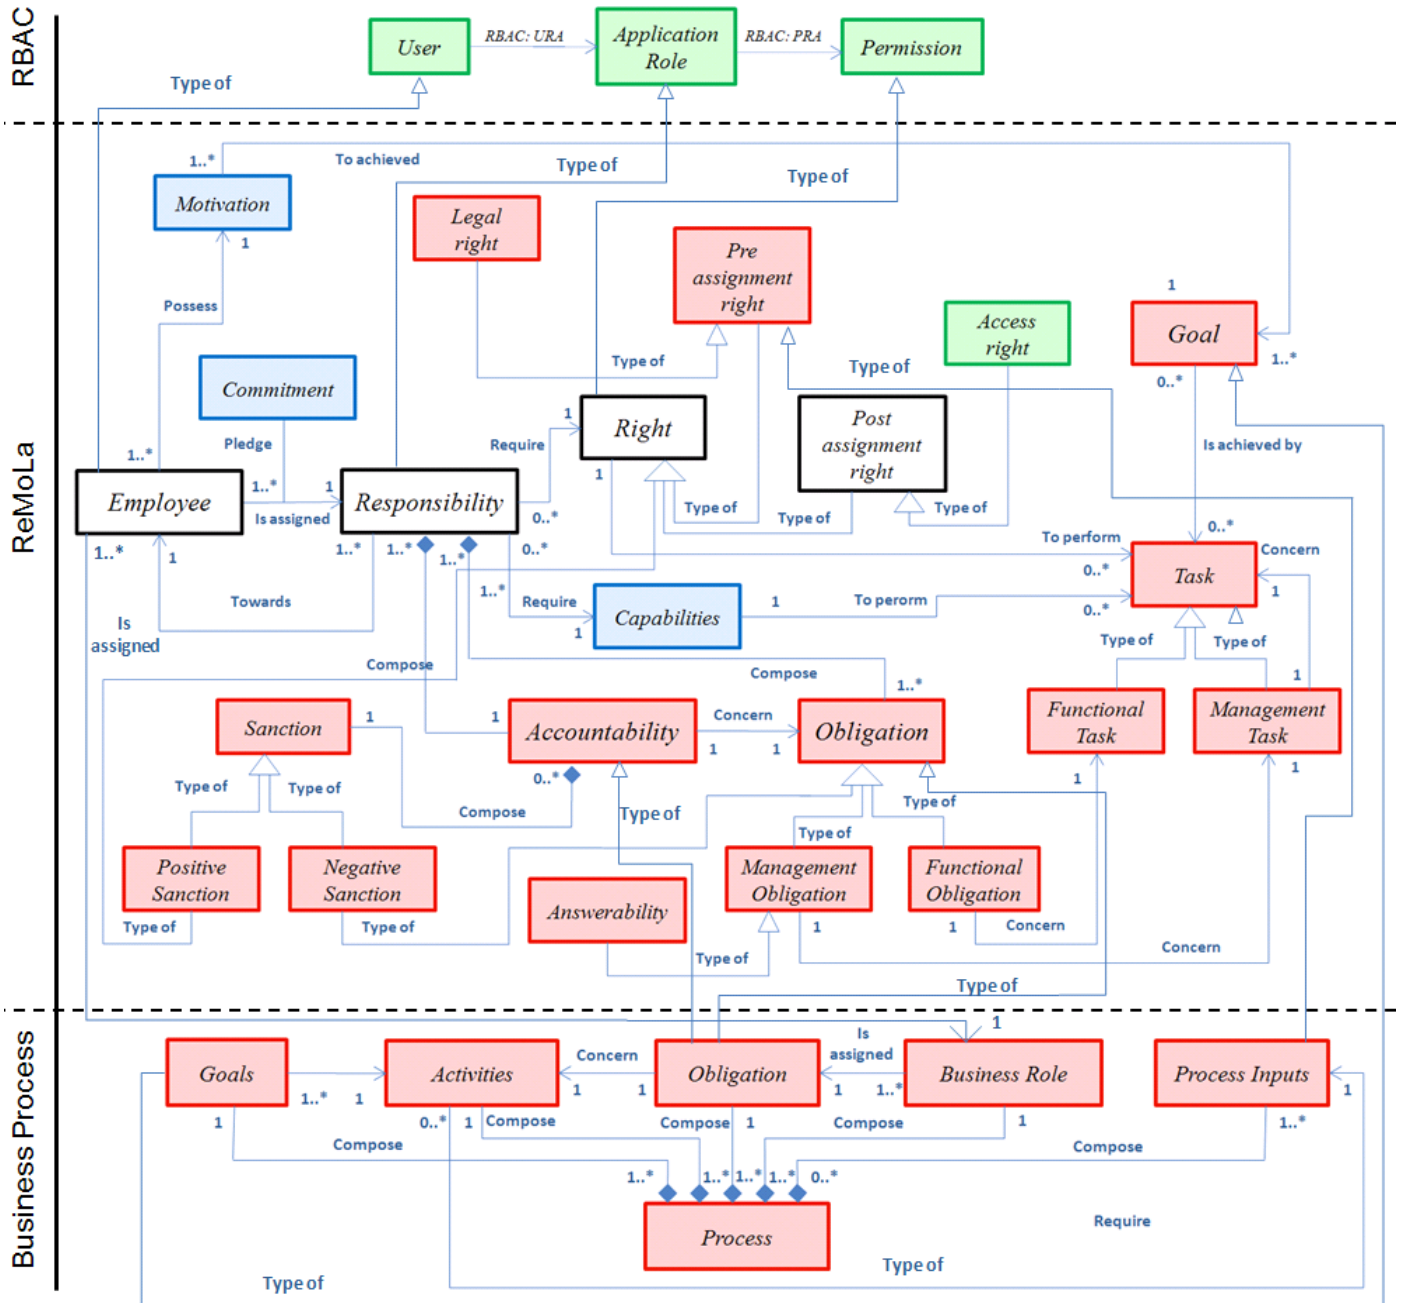 RBAC
User
RBAC: URA
Application
Role
RBAC: PRA
Permission
Type of
ReMoLa
1..*
To achieved
Type of
Type of
Motivation
1
Legal
right
Pre
assignment
right
1
Possess
Access
right
Goal
1..*
Type of
Type of
0..*
Commitment
Pledge
1
Right
Post
assignment
right
Require
Is achieved by
1..*
1..*
1
1
Employee
Is assigned
Responsibility
0..*
Type of
Type of
Type of
0..*
1..*
1
1..*
1..*
1..*
0..*
To perform
Concern
0..*
Task
1
1..*
Require
1
Capabilities
1
To perorm
0..*
Towards
Is
assigned
Type of
Type of
Compose
Compose
1
1..*
Sanction
1
1
Accountability
Concern
1
1
Obligation
Functional
Task
Management
Task
1
1
0..*
Type of
Type of
Compose
Type of
Type of
Type of
Positive
Sanction
Negative
Sanction
Management
Obligation
Functional
Obligation
Answerability
Type of
Type of
1
1
Concern
Concern
Type of
Type of
Business Process
1
Is
assigned
Concern
Goals
Activities
Obligation
Business Role
Process Inputs
1..*
1
1
1
1
1..*
1
1
0..*
1
Compose
Compose
1
Compose
1
1..*
Compose
Compose
1..*
1..*
1..*
1..*
0..*
Require
Process
Type of
Type of